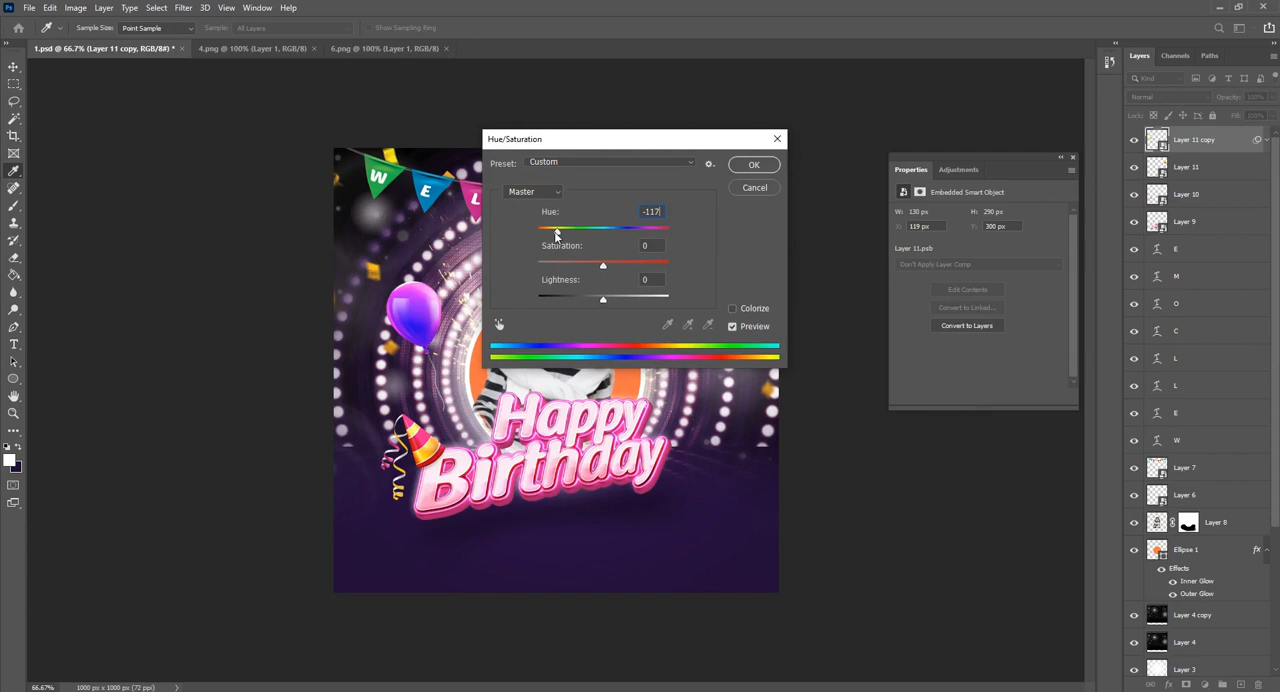 Ps File Edit Image Layer Type Select Filter 3D View Window Help
Sample Size: Point Sample Sample: All Layers Show Sampling Ring
1.psd @ 66.7% (Layer 11 copy, RGB/8#) * × 4.png @ 100% (Layer 1, RGB/8) × 6.png @ 100% (Layer 1, RGB/8) ×
W E L
Happy
Birthday
Hue/Saturation
Preset: Custom
OK
Cancel
Master
Hue: -117
Saturation: 0
Lightness: 0
Colorize
Preview
Properties Adjustments
Embedded Smart Object
W: 130 px H: 290 px
X: 119 px Y: 300 px
Layer 11.psb
Don't Apply Layer Comp
Edit Contents
Convert to Linked...
Convert to Layers
Layers Channels Paths
Kind
Normal Opacity: 100%
Lock: Fill: 100%
Layer 11 copy
Layer 11
Layer 10
Layer 9
E
M
O
C
L
L
E
W
Layer 7
Layer 6
Layer 8
Ellipse 1 fx
Effects
Inner Glow
Outer Glow
Layer 4 copy
Layer 4
Layer 3
66.67% 1000 px x 1000 px (72 ppi)